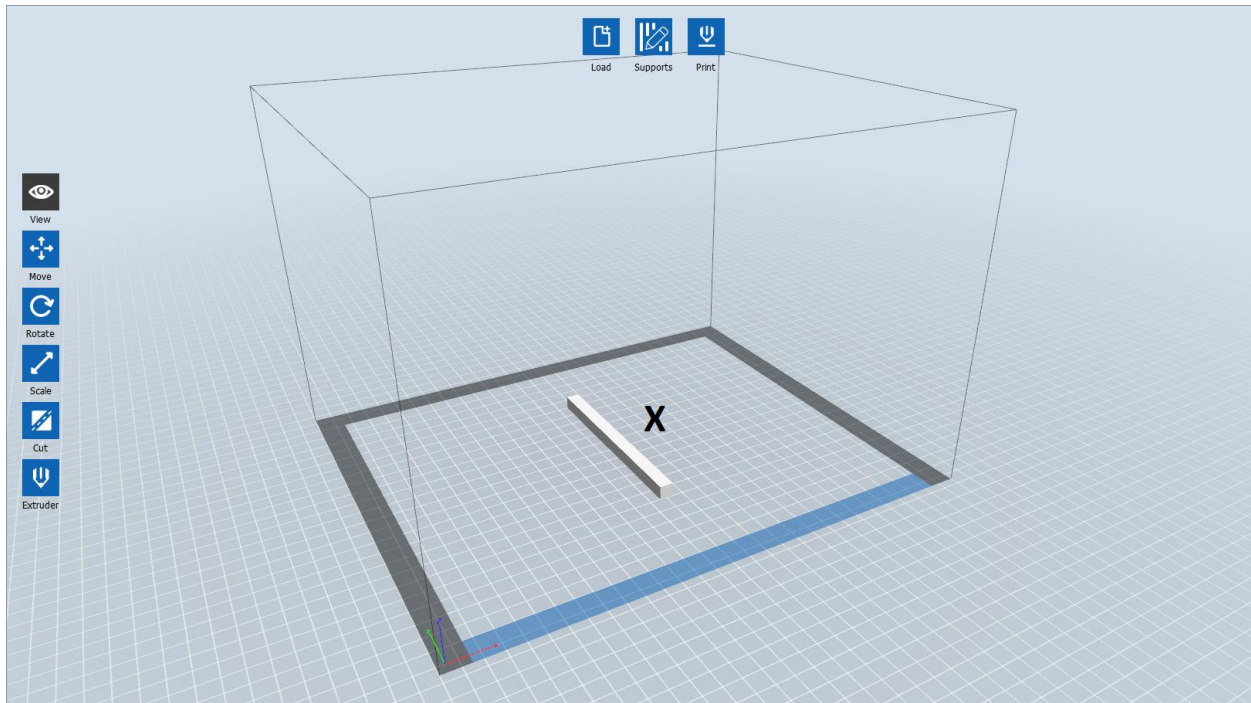 Load
Supports
Print
View
Move
Rotate
Scale
Cut
Extruder
X